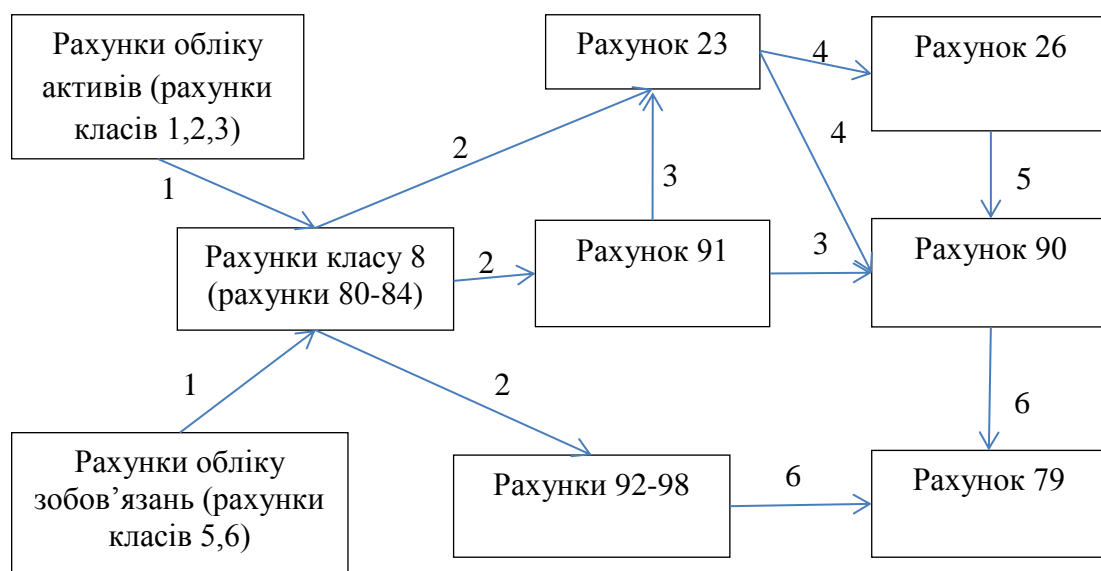 Рахунки обліку
активів (рахунки
класів 1,2,3)
Рахунок 23
4
Рахунок 26
2
4
1
3
5
Рахунки класу 8
(рахунки 80-84)
2
Рахунок 91
3
Рахунок 90
1
2
6
Рахунки обліку
зобов’язань (рахунки
класів 5,6)
Рахунки 92-98
6
Рахунок 79